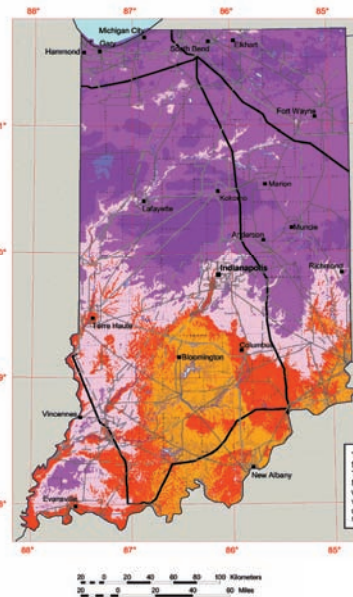 88° 87° 86° 85°
Michigan City
Hammond Gary South Bend Elkhart
Fort Wayne
Marion
Lafayette Kokomo
Anderson Muncie
Indianapolis Richmond
Terre Haute
Bloomington
Vincennes
New Albany
Evansville
88° 87° 86° 85°
20 0 20 40 60 80 100 Kilometers
20 0 20 40 60 Miles